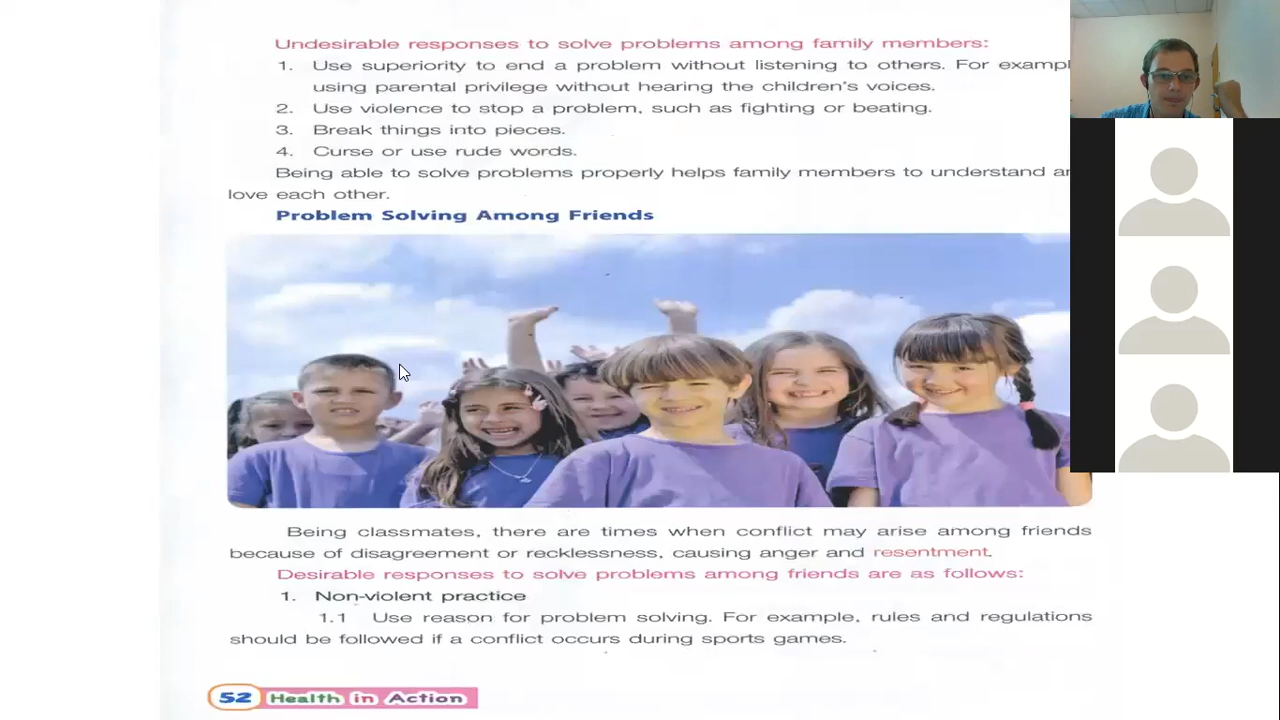 Undesirable responses to solve problems among family members:
1. Use superiority to end a problem without listening to others. For exampl
using parental privilege without hearing the children's voices.
2. Use violence to stop a problem, such as fighting or beating.
3. Break things into pieces.
4. Curse or use rude words.
Being able to solve problems properly helps family members to understand a
love each other.
Problem Solving Among Friends
Being classmates, there are times when conflict may arise among friends
because of disagreement or recklessness, causing anger and resentment.
Desirable responses to solve problems among friends are as follows:
1. Non-violent practice
1.1 Use reason for problem solving. For example, rules and regulations
should be followed if a conflict occurs during sports games.
52 Health in Action